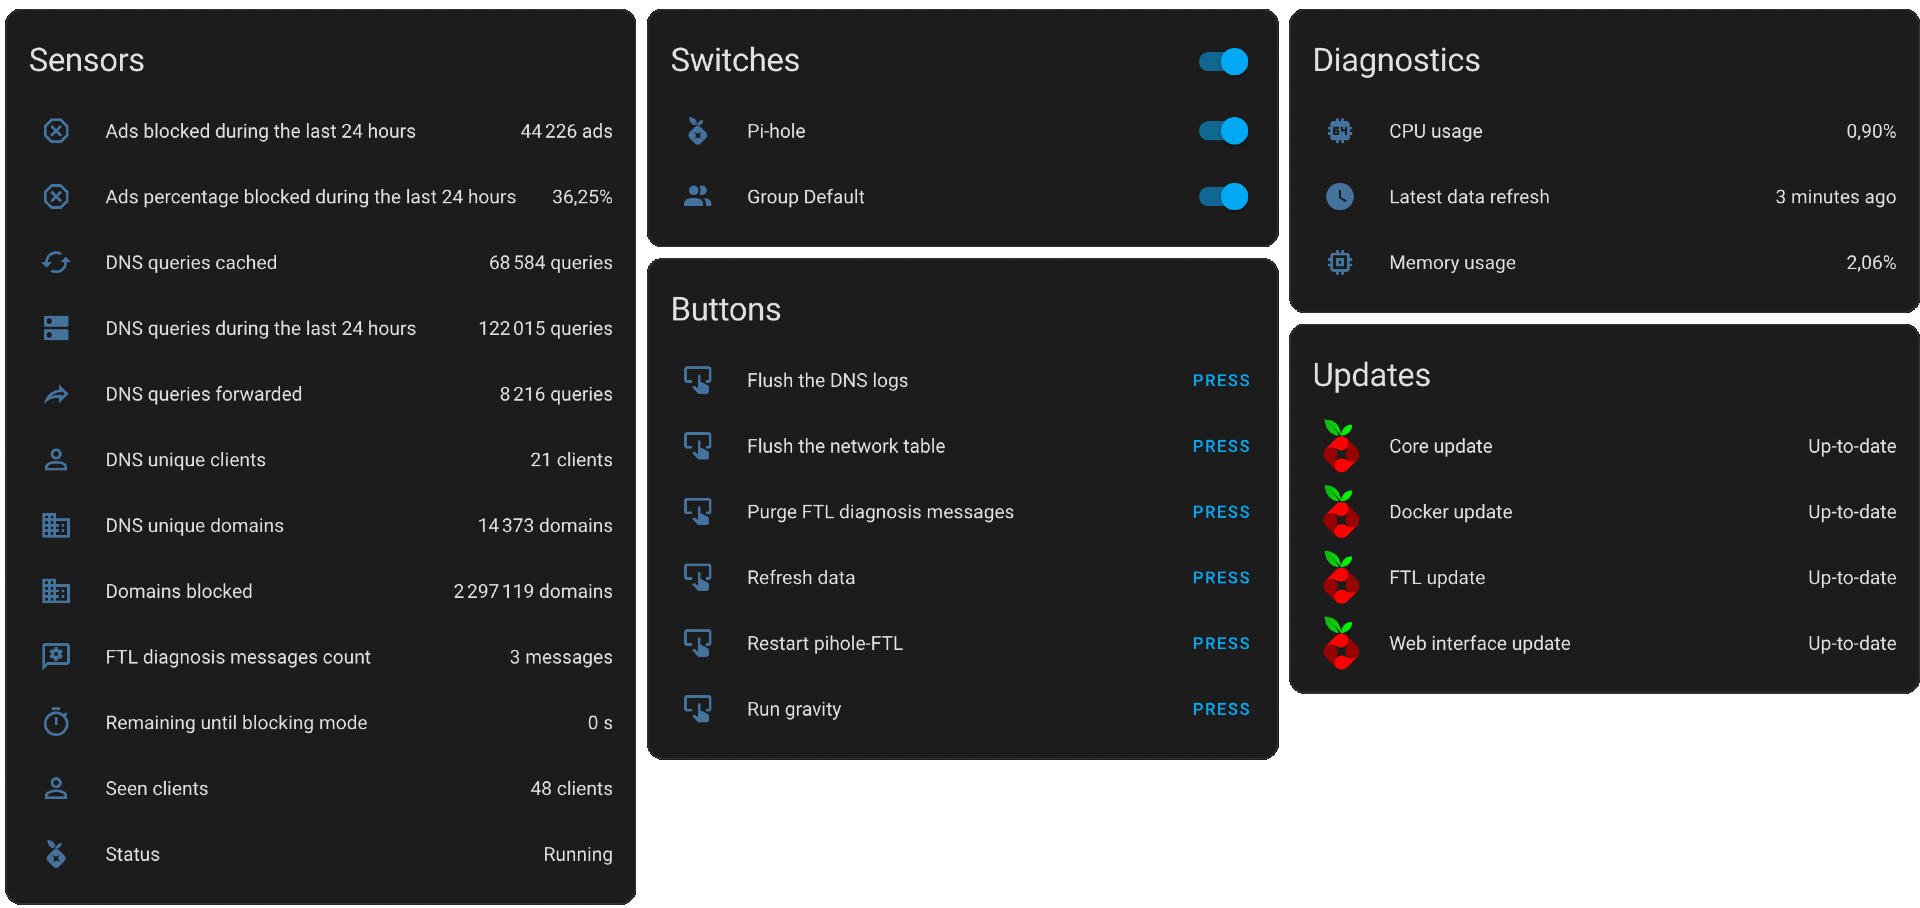 Sensors
Ads blocked during the last 24 hours 44 226 ads
Ads percentage blocked during the last 24 hours 36,25%
DNS queries cached 68 584 queries
DNS queries during the last 24 hours 122 015 queries
DNS queries forwarded 8 216 queries
DNS unique clients 21 clients
DNS unique domains 14 373 domains
Domains blocked 2 297 119 domains
FTL diagnosis messages count 3 messages
Remaining until blocking mode 0 s
Seen clients 48 clients
Status Running
Switches
Pi-hole
Group Default
Buttons
Flush the DNS logs PRESS
Flush the network table PRESS
Purge FTL diagnosis messages PRESS
Refresh data PRESS
Restart pihole-FTL PRESS
Run gravity PRESS
Diagnostics
64
CPU usage 0,90%
Latest data refresh 3 minutes ago
Memory usage 2,06%
Updates
Core update Up-to-date
Docker update Up-to-date
FTL update Up-to-date
Web interface update Up-to-date